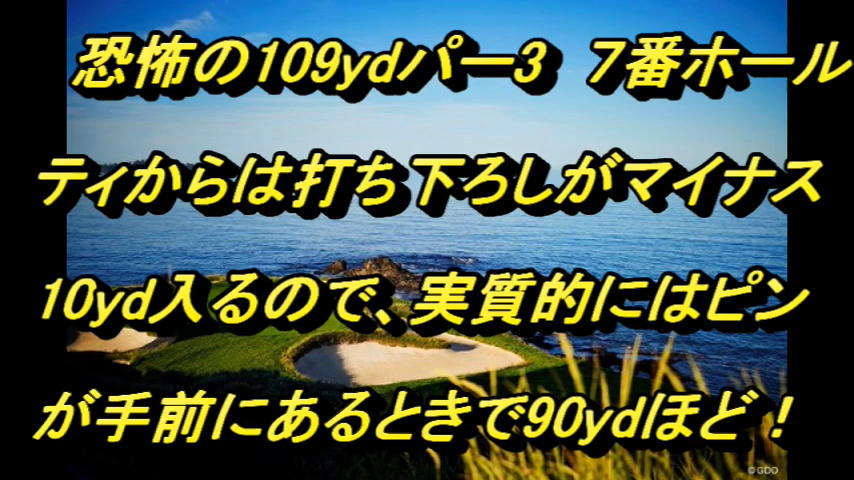 恐怖の109ydパー3　7番ホール
ティからは打ち下ろしがマイナス
10yd入るので、実質的にはピン
が手前にあるときで90ydほど！
©GDO